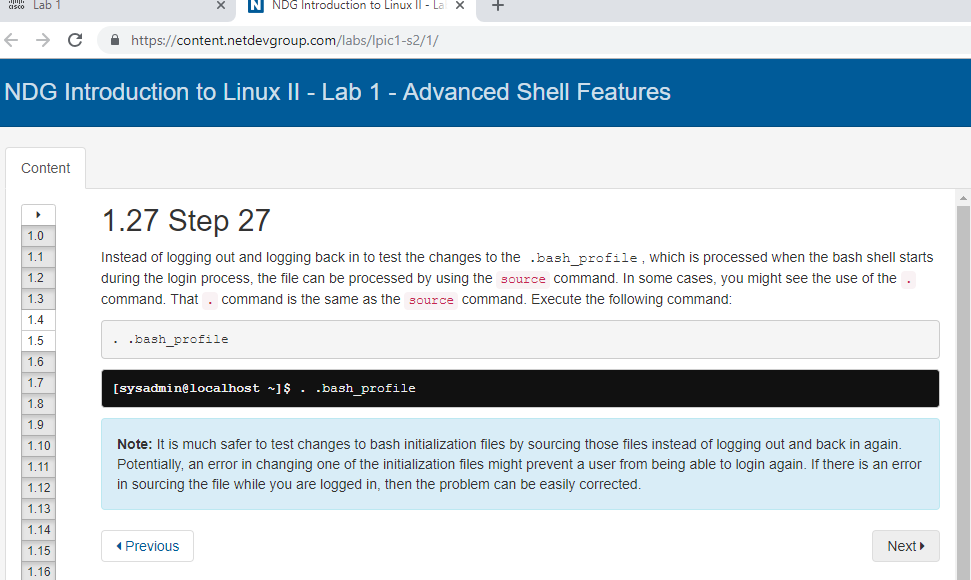 cisco Lab 1 × N NDG Introduction to Linux II - La × +
https://content.netdevgroup.com/labs/lpic1-s2/1/
NDG Introduction to Linux II - Lab 1 - Advanced Shell Features
Content
1.0
1.1
1.2
1.3
1.4
1.5
1.6
1.7
1.8
1.9
1.10
1.11
1.12
1.13
1.14
1.15
1.16
1.27 Step 27
Instead of logging out and logging back in to test the changes to the .bash_profile, which is processed when the bash shell starts
during the login process, the file can be processed by using the source command. In some cases, you might see the use of the .
command. That . command is the same as the source command. Execute the following command:
. .bash_profile
[sysadmin@localhost ~]$ . .bash_profile
Note: It is much safer to test changes to bash initialization files by sourcing those files instead of logging out and back in again.
Potentially, an error in changing one of the initialization files might prevent a user from being able to login again. If there is an error
in sourcing the file while you are logged in, then the problem can be easily corrected.
Previous
Next